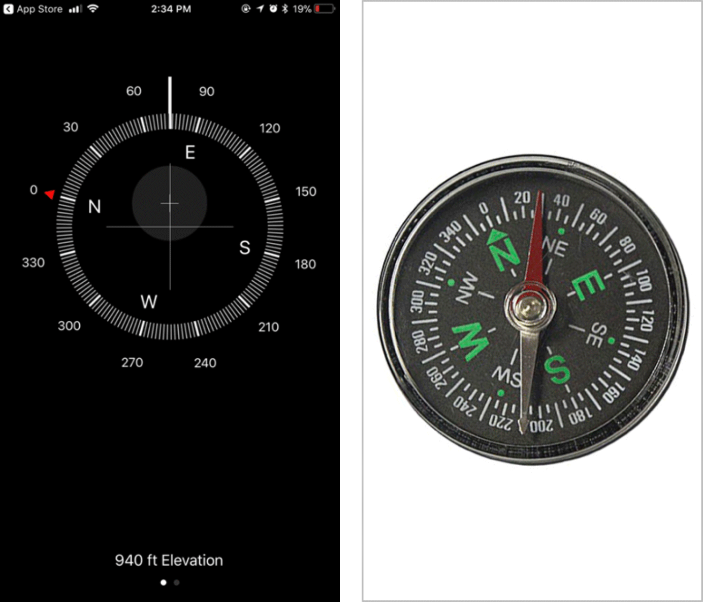 App Store 2:34 PM 19%
60 90
30 120
E
0 150
N
S
330 180
W
300 210
270 240
940 ft Elevation
20 40
0 60
340 80
320 100
300 120
280 140
260 160
240 180
220 200
N NE
NW E
W SE
SW S